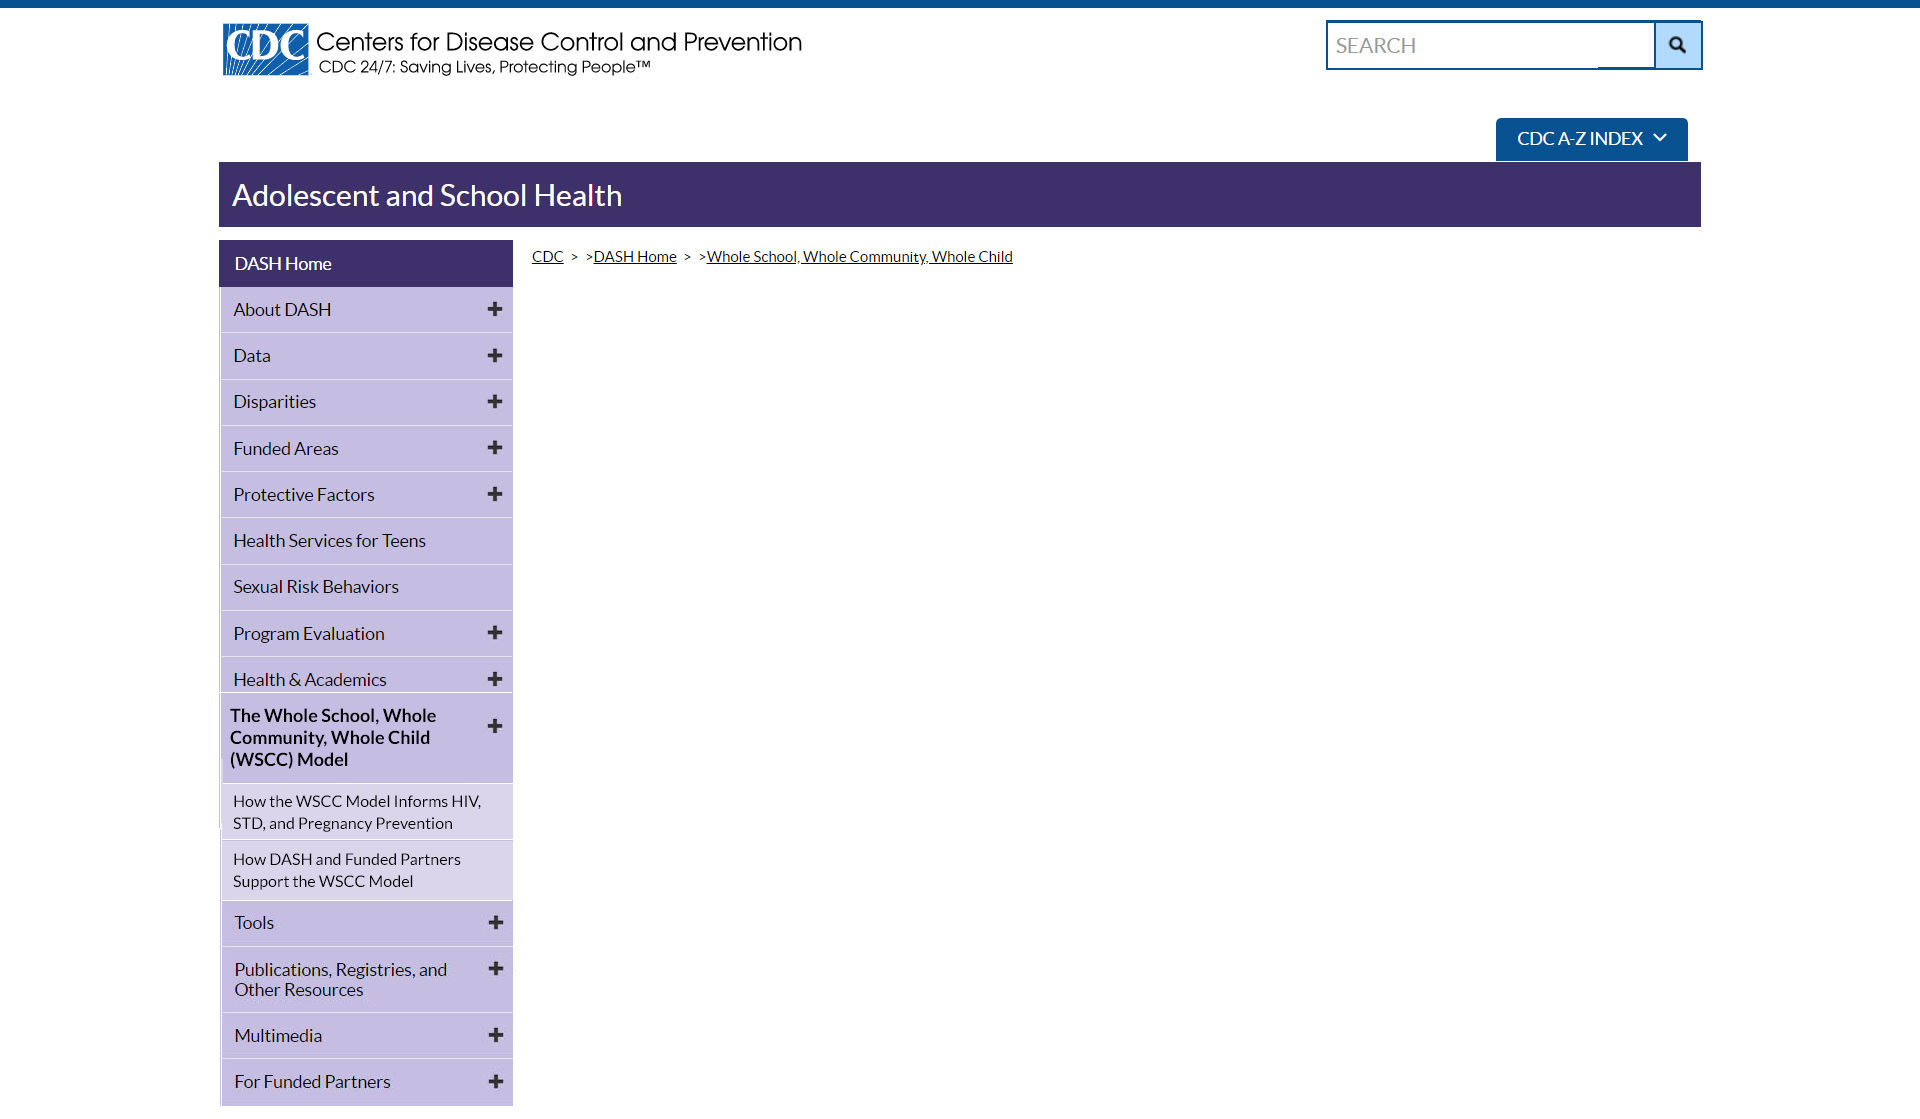 CDC Centers for Disease Control and Prevention
CDC 24/7: Saving Lives, Protecting People™
SEARCH
CDC A-Z INDEX
Adolescent and School Health
DASH Home
CDC > >DASH Home > >Whole School, Whole Community, Whole Child
About DASH
Data
Disparities
Funded Areas
Protective Factors
Health Services for Teens
Sexual Risk Behaviors
Program Evaluation
Health & Academics
The Whole School, Whole
Community, Whole Child
(WSCC) Model
How the WSCC Model Informs HIV,
STD, and Pregnancy Prevention
How DASH and Funded Partners
Support the WSCC Model
Tools
Publications, Registries, and
Other Resources
Multimedia
For Funded Partners